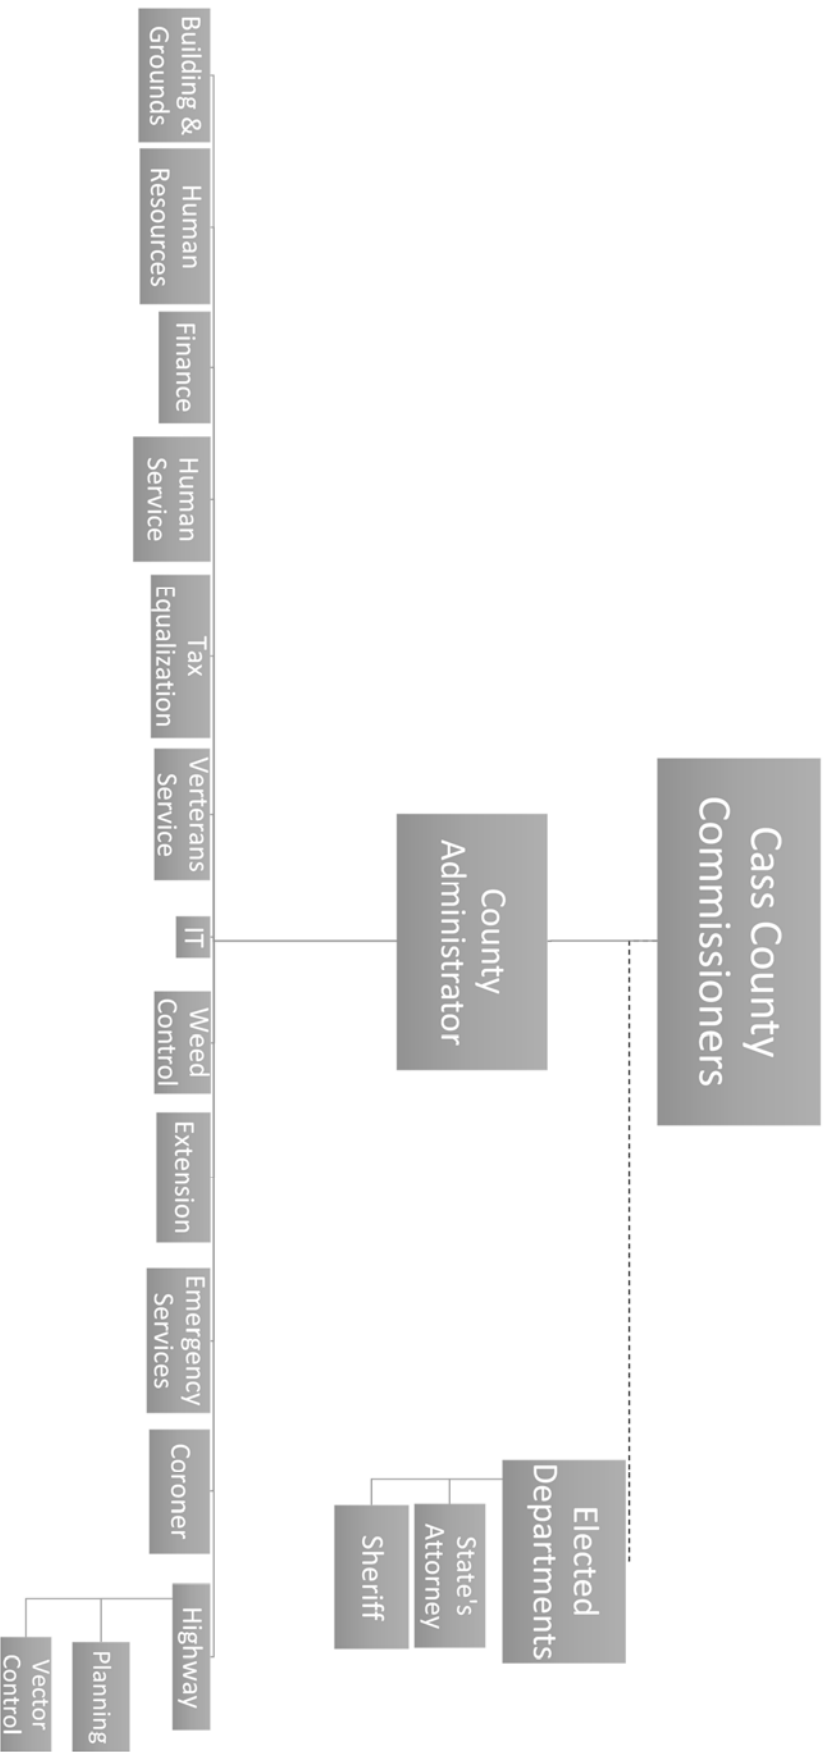 Cass County
Commissioners
County
Administrator
Elected
Departments
State's
Attorney
Sheriff
Building &
Grounds
Human
Resources
Finance
Human
Service
Tax
Equalization
Verterans
Service
IT
Weed
Control
Extension
Emergency
Services
Coroner
Highway
Planning
Vector
Control